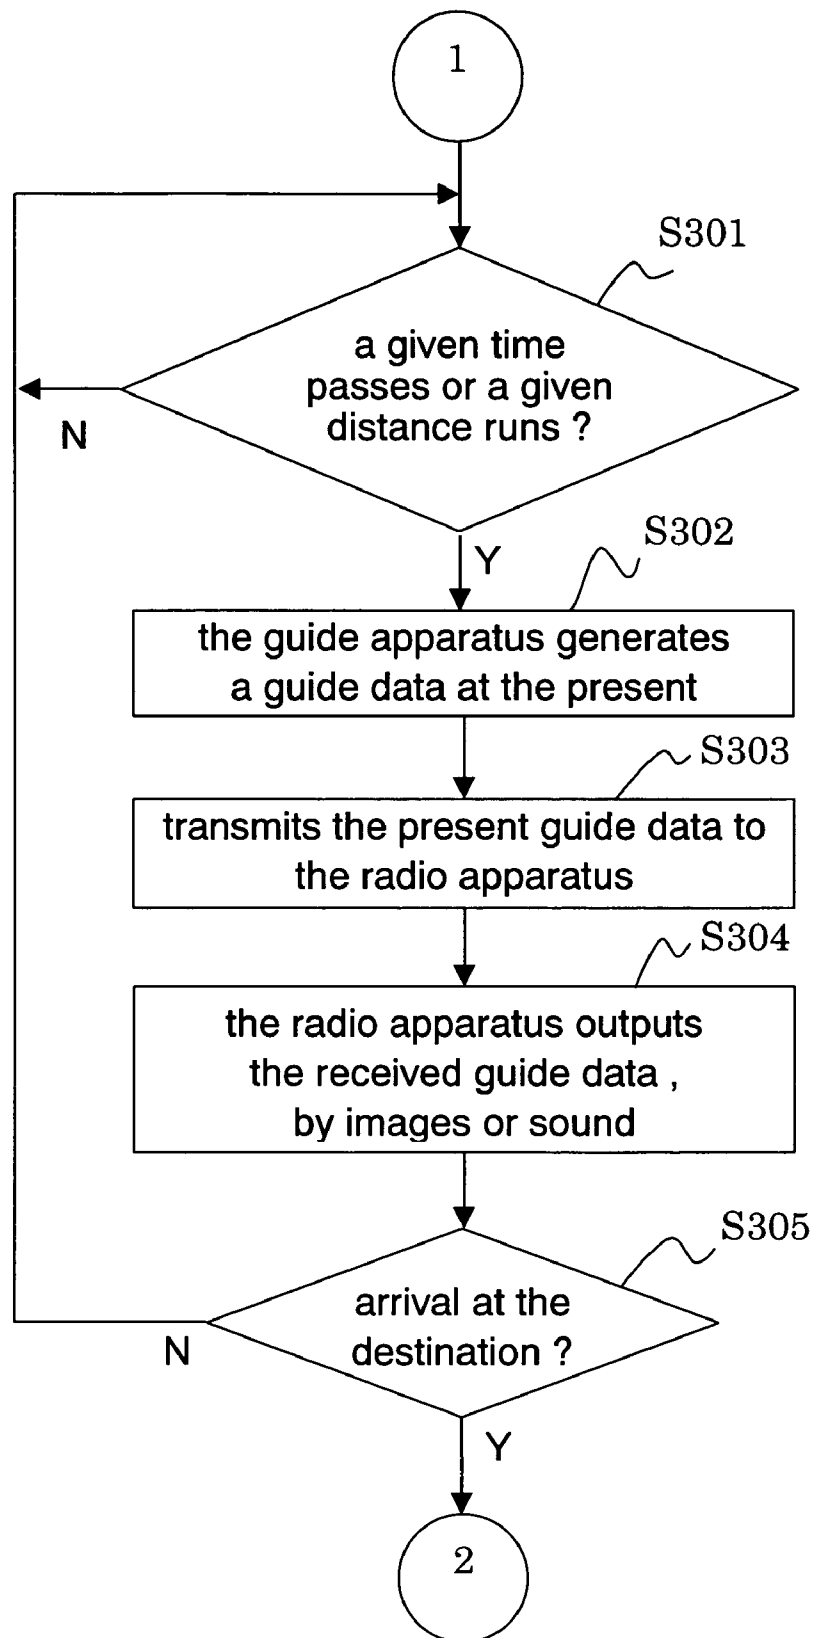 1
S301
a given time
passes or a given
distance runs ?
N
S302
Y
the guide apparatus generates
a guide data at the present
S303
transmits the present guide data to
the radio apparatus
S304
the radio apparatus outputs
the received guide data ,
by images or sound
S305
arrival at the
destination ?
N
Y
2